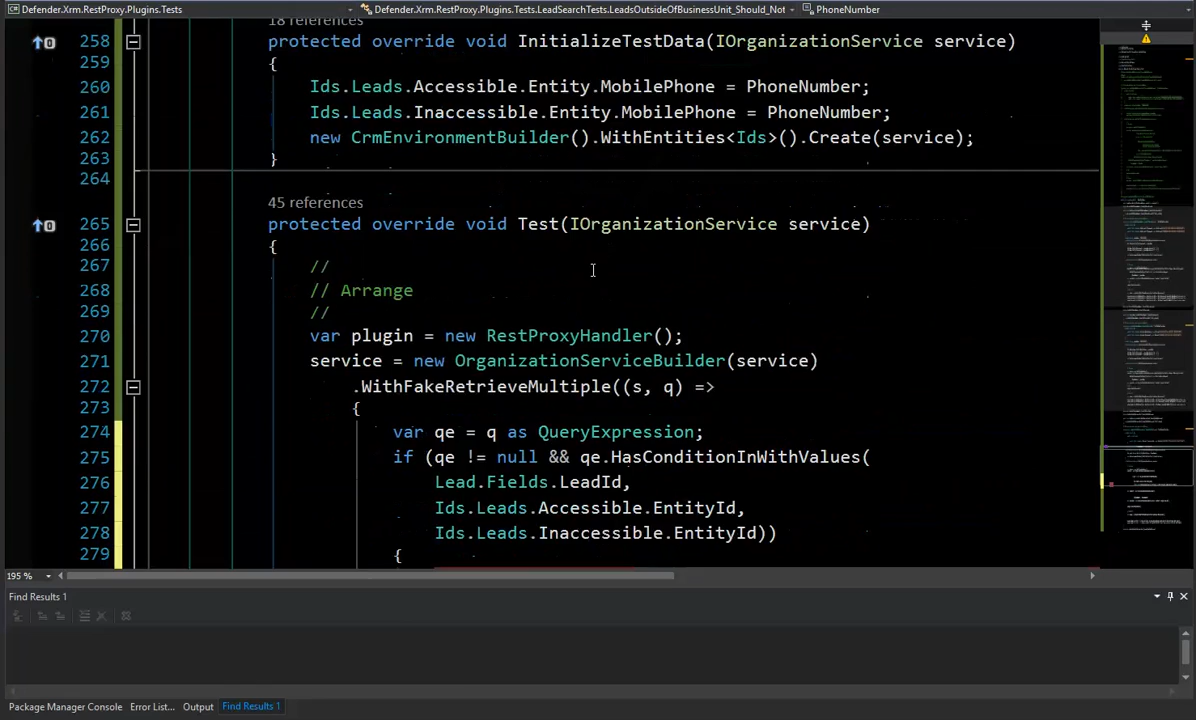 Defender.Xrm.RestProxy.Plugins.Tests
Defender.Xrm.RestProxy.Plugins.Tests.LeadSearchTests.LeadsOutsideOfBusinessUnit_Should_Not
PhoneNumber
18 references
258 protected override void InitializeTestData(IOrganizationService service)
259 {
260 Ids.Leads.Accessible.Entity.MobilePhone = PhoneNumber;
261 Ids.Leads.Inaccessible.Entity.MobilePhone = PhoneNumber;
262 new CrmEnvironmentBuilder().WithEntities<Ids>().Create(service);
263 }
264
45 references
265 protected override void Test(IOrganizationService service)
266 {
267 //
268 // Arrange
269 //
270 var plugin = new RestProxyHandler();
271 service = new OrganizationServiceBuilder(service)
272 .WithFakeRetrieveMultiple((s, q) =>
273 {
274 var qe = q as QueryExpression;
275 if (qe != null && qe.HasConditionInWithValues(
276 Lead.Fields.LeadId,
277 Ids.Leads.Accessible.EntityId,
278 Ids.Leads.Inaccessible.EntityId))
279 {
195 %
Find Results 1
Package Manager Console Error List... Output Find Results 1